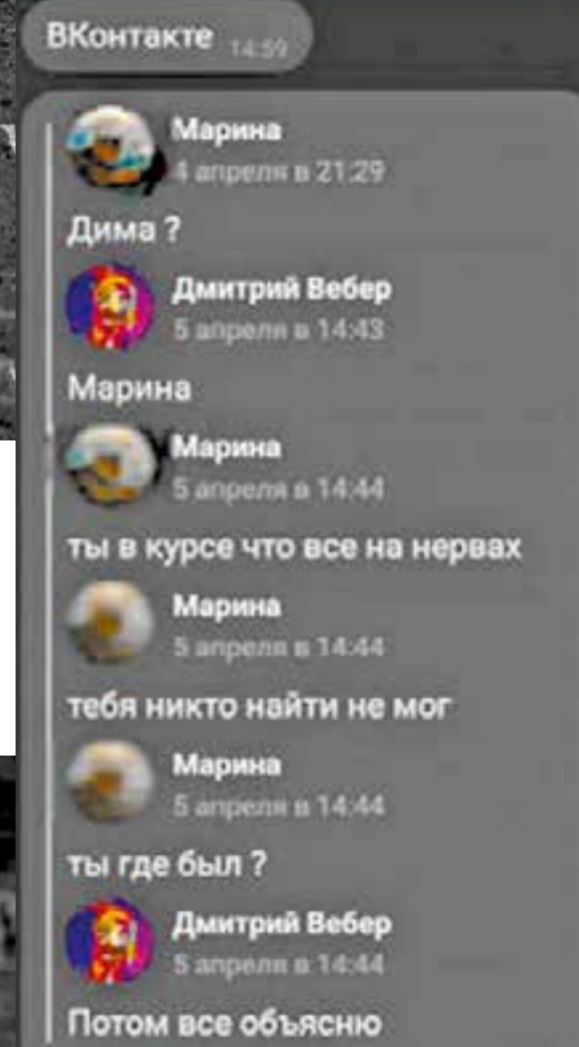 ВКонтакте 14:59
Марина
4 апреля в 21:29
Дима ?
Дмитрий Вебер
5 апреля в 14:43
Марина
Марина
5 апреля в 14:44
ты в курсе что все на нервах
Марина
5 апреля в 14:44
тебя никто найти не мог
Марина
5 апреля в 14:44
ты где был ?
Дмитрий Вебер
5 апреля в 14:44
Потом все объясню